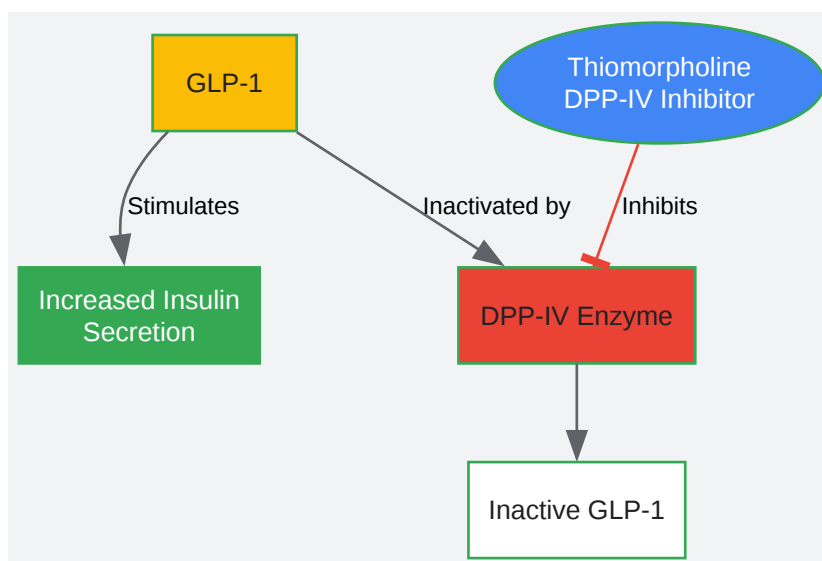 GLP-1
Thiomorpholine
DPP-IV Inhibitor
Stimulates
Inactivated by
Inhibits
Increased Insulin
Secretion
DPP-IV Enzyme
Inactive GLP-1